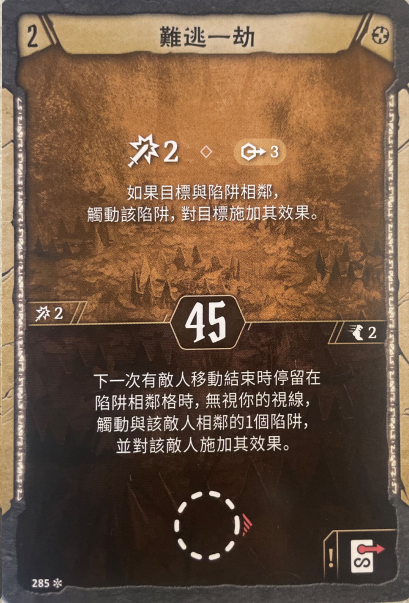 2
難逃一劫
2 3
如果目標與陷阱相鄰,
觸動該陷阱, 對目標施加其效果。
2
45
2
下一次有敵人移動結束時停留在
陷阱相鄰格時, 無視你的視線,
觸動與該敵人相鄰的1個陷阱,
並對該敵人施加其效果。
!
S
285